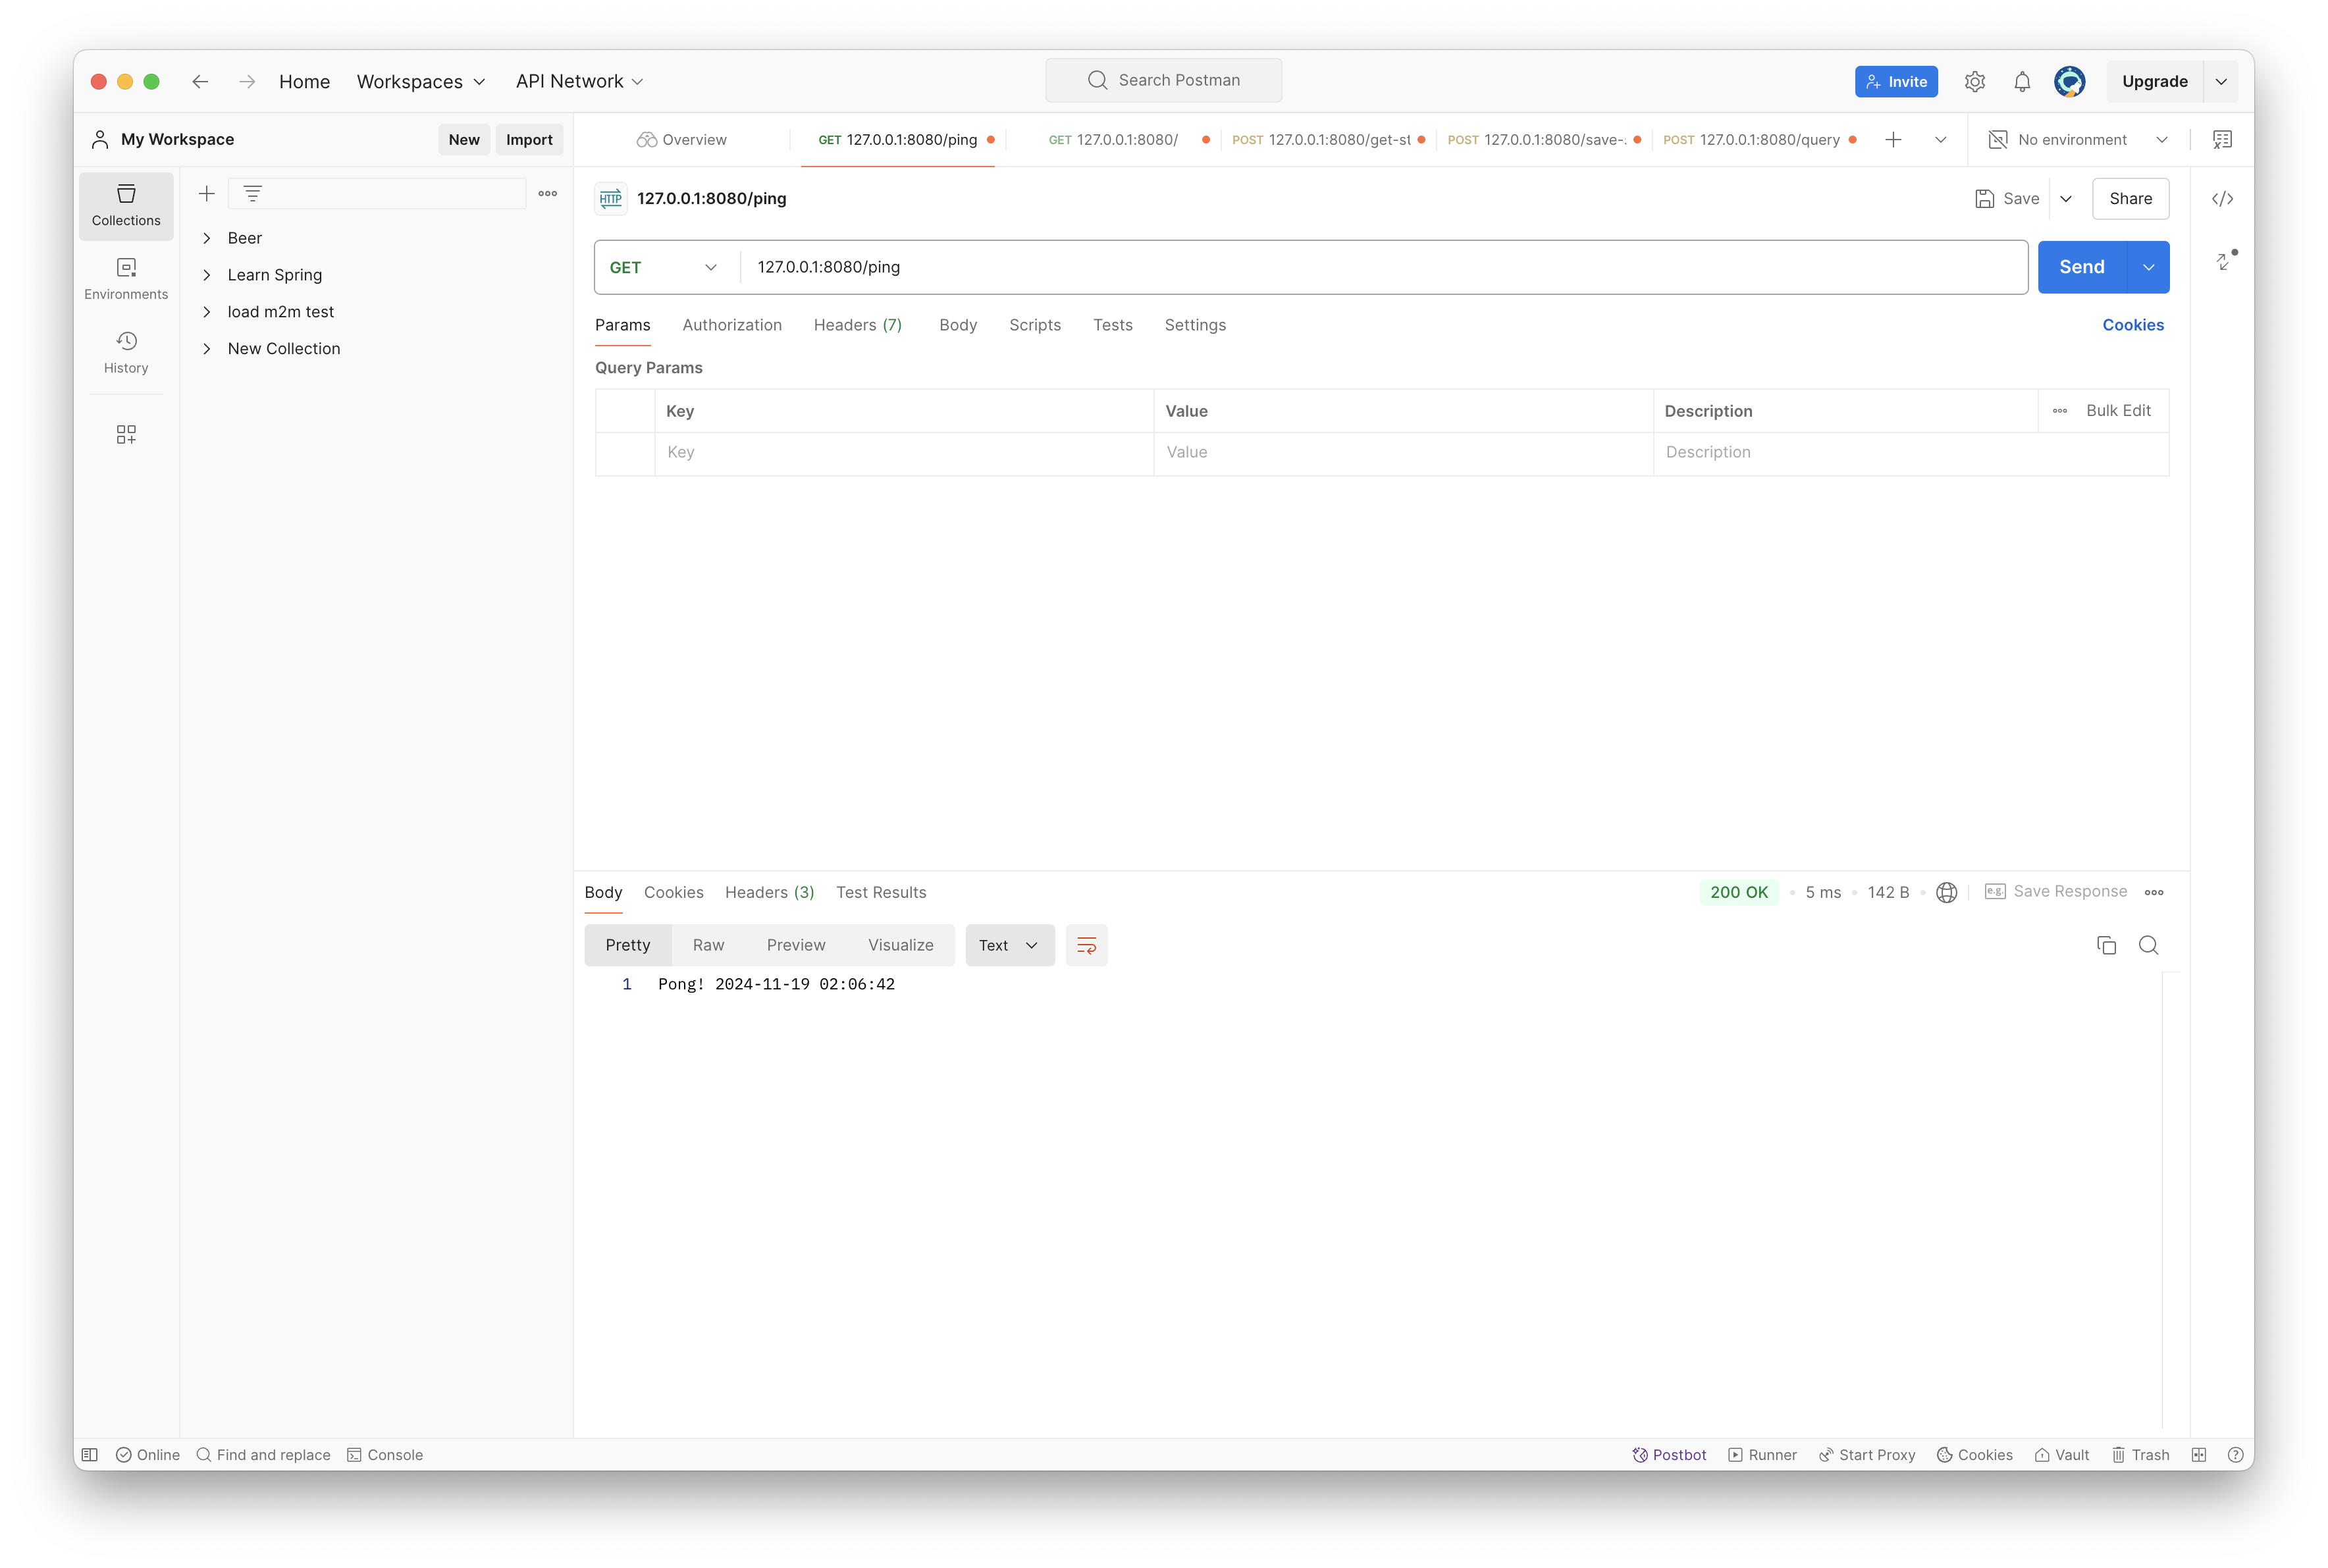 Home Workspaces API Network Search Postman Invite Upgrade
My Workspace New Import Overview GET 127.0.0.1:8080/ping GET 127.0.0.1:8080/ POST 127.0.0.1:8080/get-st POST 127.0.0.1:8080/save-. POST 127.0.0.1:8080/query No environment
Collections
Environments
History
Beer
Learn Spring
load m2m test
New Collection
HTTP 127.0.0.1:8080/ping Save Share
GET 127.0.0.1:8080/ping Send
Params Authorization Headers (7) Body Scripts Tests Settings Cookies
Query Params
Key Value Description Bulk Edit
Key Value Description
Body Cookies Headers (3) Test Results 200 OK 5 ms 142 B e.g. Save Response
Pretty Raw Preview Visualize Text
1 Pong! 2024-11-19 02:06:42
Online Find and replace Console Postbot Runner Start Proxy Cookies Vault Trash